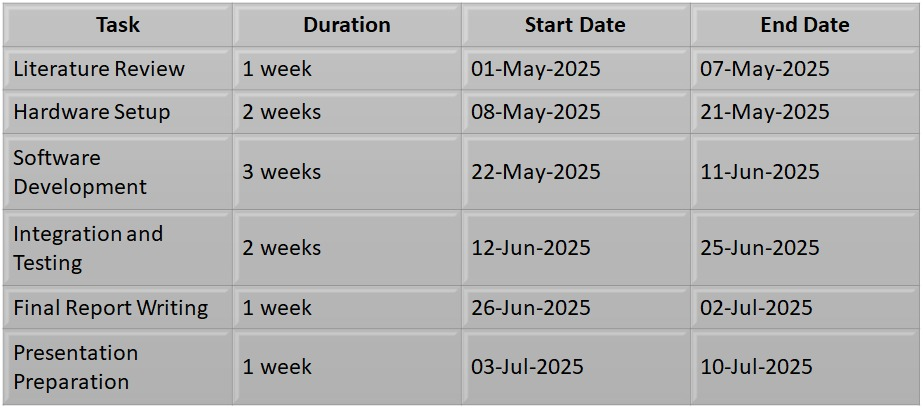 Task Duration Start Date End Date
Literature Review 1 week 01-May-2025 07-May-2025
Hardware Setup 2 weeks 08-May-2025 21-May-2025
Software
Development 3 weeks 22-May-2025 11-Jun-2025
Integration and
Testing 2 weeks 12-Jun-2025 25-Jun-2025
Final Report Writing 1 week 26-Jun-2025 02-Jul-2025
Presentation
Preparation 1 week 03-Jul-2025 10-Jul-2025